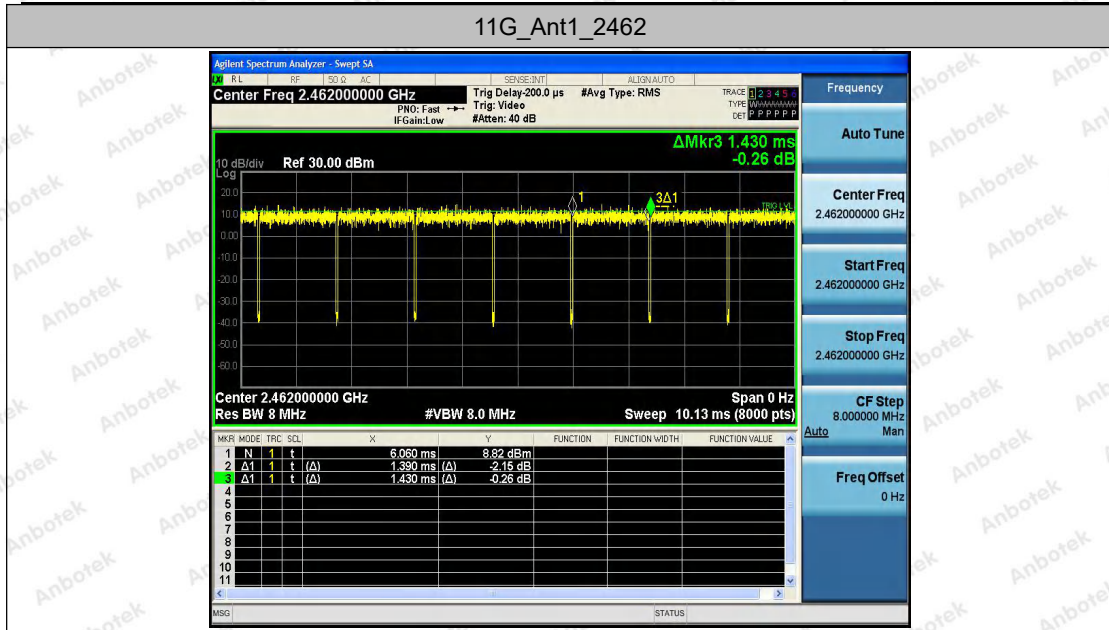 11G_Ant1_2462
Agilent Spectrum Analyzer - Swept SA
LXI RL RF 50 Ω AC SENSE:INT ALIGNAUTO
Center Freq 2.462000000 GHz
PNO: Fast
IFGain:Low
Trig Delay-200.0 µs
Trig: Video
#Atten: 40 dB
#Avg Type: RMS
TRACE 1 2 3 4 5 6
TYPE WWWWWW
DET P P P P P P
ΔMkr3 1.430 ms
-0.26 dB
10 dB/div Ref 30.00 dBm
Log
20.0
10.0
0.00
-10.0
-20.0
-30.0
-40.0
-50.0
-60.0
1
3Δ1
TRIG LVL
Center 2.462000000 GHz Span 0 Hz
Res BW 8 MHz #VBW 8.0 MHz Sweep 10.13 ms (8000 pts)
MKR MODE TRC SCL X Y FUNCTION FUNCTION WIDTH FUNCTION VALUE
1 N 1 t 6.060 ms 8.82 dBm
2 Δ1 1 t (Δ) 1.390 ms (Δ) -2.15 dB
3 Δ1 1 t (Δ) 1.430 ms (Δ) -0.26 dB
4
5
6
7
8
9
10
11
MSG STATUS
Frequency
Auto Tune
Center Freq
2.462000000 GHz
Start Freq
2.462000000 GHz
Stop Freq
2.462000000 GHz
CF Step
8.000000 MHz
Auto Man
Freq Offset
0 Hz
Anbotek